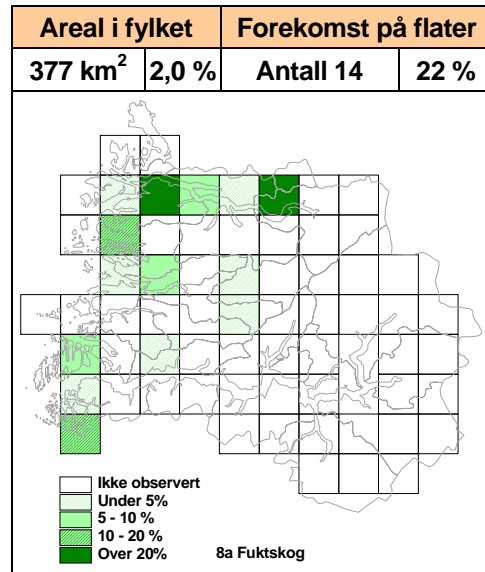 Areal i fylket Forekomst på flater
377 km² 2,0 % Antall 14 22 %
Ikke observert
Under 5%
5 - 10 %
10 - 20 %
Over 20% 8a Fuktskog